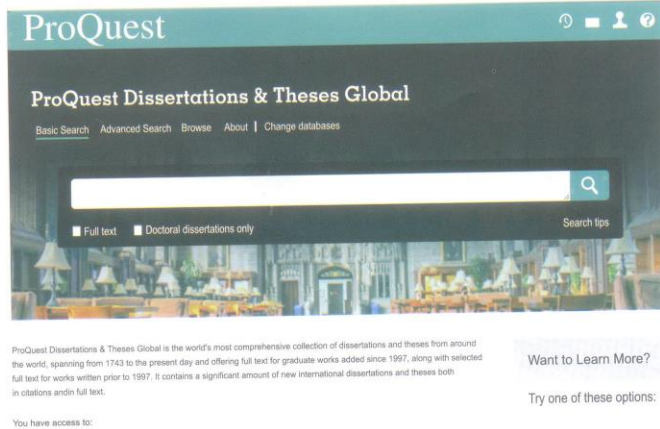 ProQuest
ProQuest Dissertations & Theses Global
Basic Search Advanced Search Browse About | Change databases
Full text Doctoral dissertations only Search tips
ProQuest Dissertations & Theses Global is the world's most comprehensive collection of dissertations and theses from around
the world, spanning from 1743 to the present day and offering full text for graduate works added since 1997, along with selected
full text for works written prior to 1997. It contains a significant amount of new international dissertations and theses both
in citations andin full text.
You have access to:
Want to Learn More?
Try one of these options: